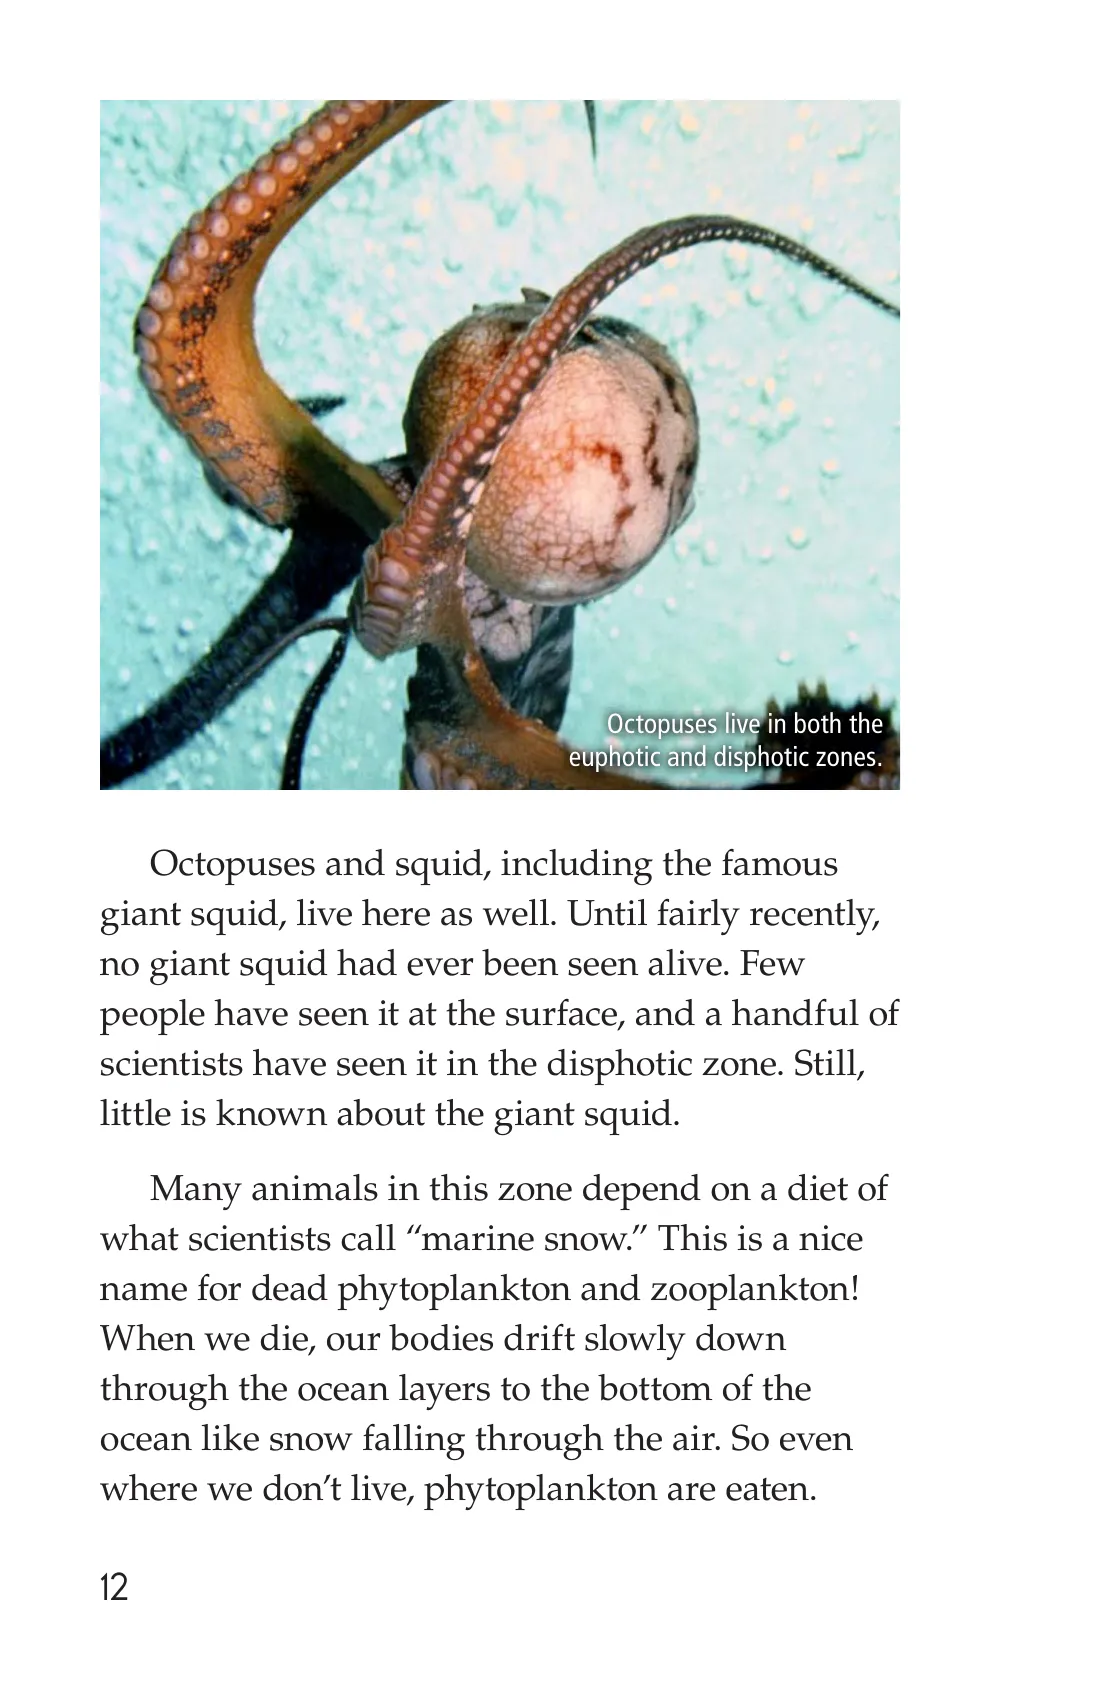 Octopuses live in both the
euphotic and disphotic zones.
Octopuses and squid, including the famous
giant squid, live here as well. Until fairly recently,
no giant squid had ever been seen alive. Few
people have seen it at the surface, and a handful of
scientists have seen it in the disphotic zone. Still,
little is known about the giant squid.
Many animals in this zone depend on a diet of
what scientists call “marine snow.” This is a nice
name for dead phytoplankton and zooplankton!
When we die, our bodies drift slowly down
through the ocean layers to the bottom of the
ocean like snow falling through the air. So even
where we don’t live, phytoplankton are eaten.
12